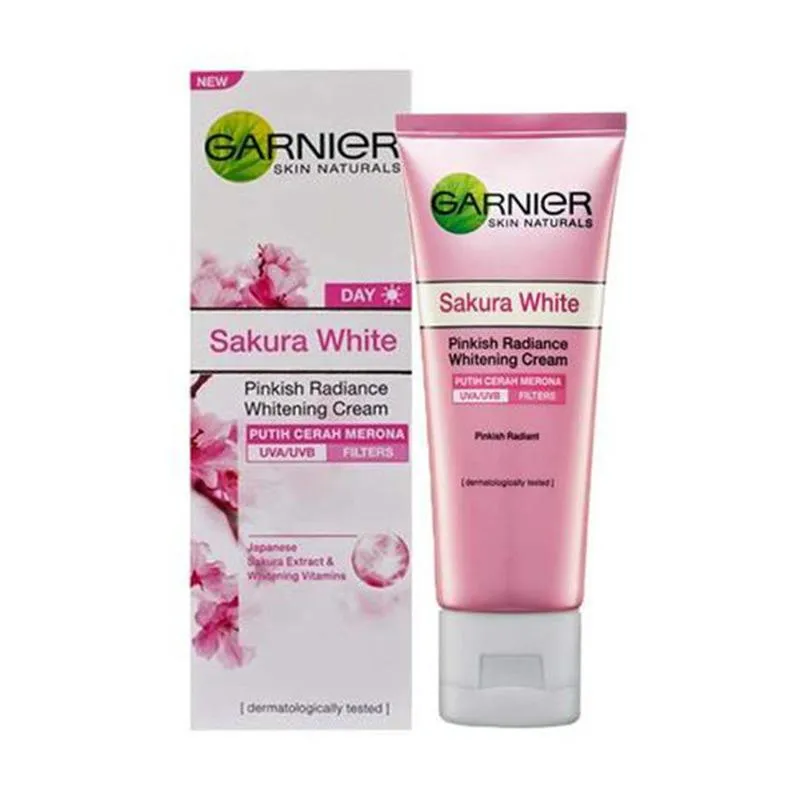 NEW
GARNIER
SKIN NATURALS
DAY
Sakura White
Pinkish Radiance
Whitening Cream
PUTIH CERAH MERONA
UVA/UVB FILTERS
Japanese
Sakura Extract &
Whitening Vitamins
[ dermatologically tested ]
GARNIER
SKIN NATURALS
Sakura White
Pinkish Radiance
Whitening Cream
PUTIH CERAH MERONA
UVA/UVB FILTERS
Pinkish Radiant
[ dermatologically tested ]